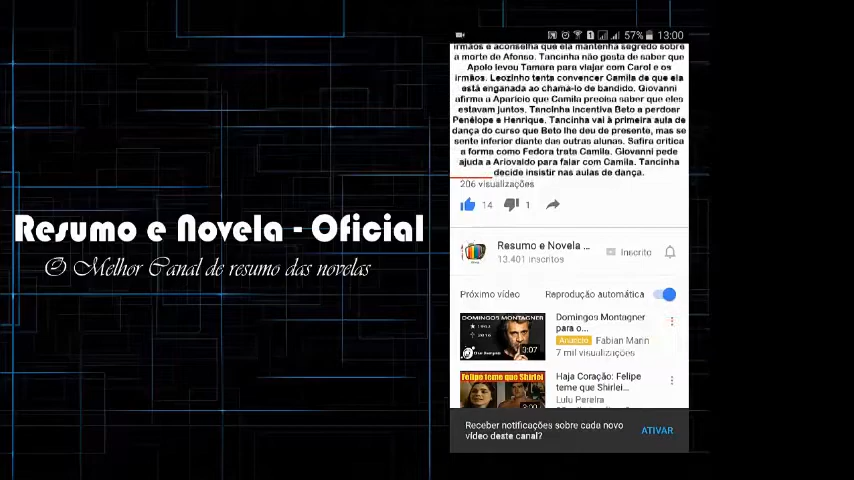 Resumo e Novela - Oficial
O Melhor Canal de resumo das novelas
57% 13:00
irmãos e aconselha que ela mantenha segredo sobre
a morte de Afonso. Tancinha não gosta de saber que
Apolo levou Tamara para viajar com Carol e os
irmãos. Leozinho tenta convencer Camila de que ela
está enganada ao chamá-lo de bandido. Giovanni
afirma a Aparício que Camila precisa saber que eles
estavam juntos. Tancinha incentiva Beto a perdoar
Penélope e Henrique. Tancinha vai à primeira aula de
dança do curso que Beto lhe deu de presente, mas se
sente inferior diante das outras alunas. Safira critica
a forma como Fedora trata Camila. Giovanni pede
ajuda a Ariovaldo para falar com Camila. Tancinha
decide insistir nas aulas de dança.
206 visualizações
14 1
Resumo e Novela ...
13.401 inscritos
Inscrito
Próximo vídeo Reprodução automática
DOMINGOS MONTAGNER
3:07
Domingos Montagner
para o...
Anúncio Fabian Marin
7 mil visualizações
Felipe teme que Shirlei
Haja Coração: Felipe
teme que Shirlei...
Lulu Pereira
Receber notificações sobre cada novo
vídeo deste canal?
ATIVAR